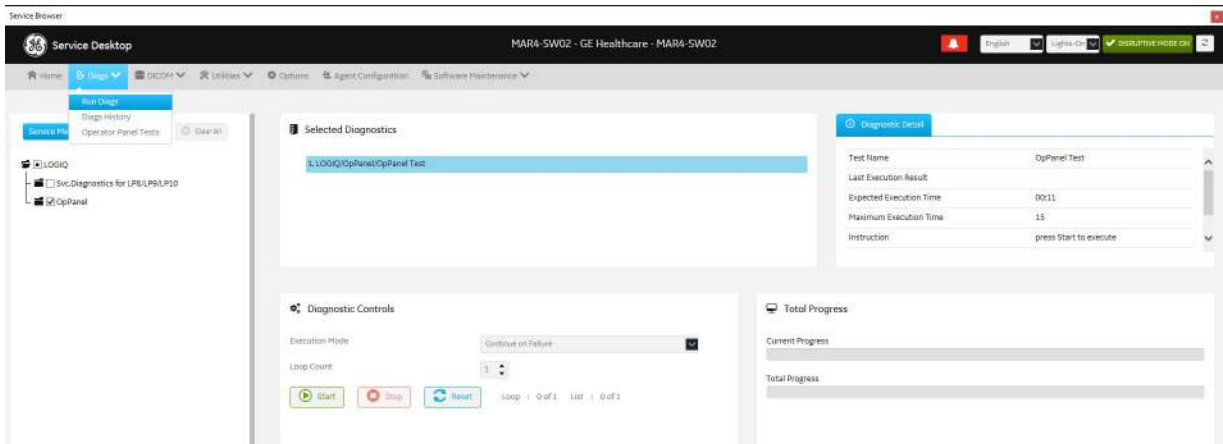 Service Browser
x
Service Desktop
MAR4-SW02 - GE Healthcare - MAR4-SW02
English
Lights-On
DISRUPTIVE MODE ON
Home
Diags
DICOM
Utilities
Options
Agent Configuration
Software Maintenance
Run Diags
Diags History
Operator Panel Tests
Service
Clear All
LOGIQ
Svc.Diagnostics for LP8/LP9/LP10
OpPanel
Selected Diagnostics
1. LOGIQ/OpPanel/OpPanel Test
Diagnostic Detail
Test Name OpPanel Test
Last Execution Result
Expected Execution Time 00:11
Maximum Execution Time 15
Instruction press Start to execute
Diagnostic Controls
Execution Mode Continue on Failure
Loop Count 1
Start Stop Reset Loop : 0 of 1 List : 0 of 1
Total Progress
Current Progress
Total Progress